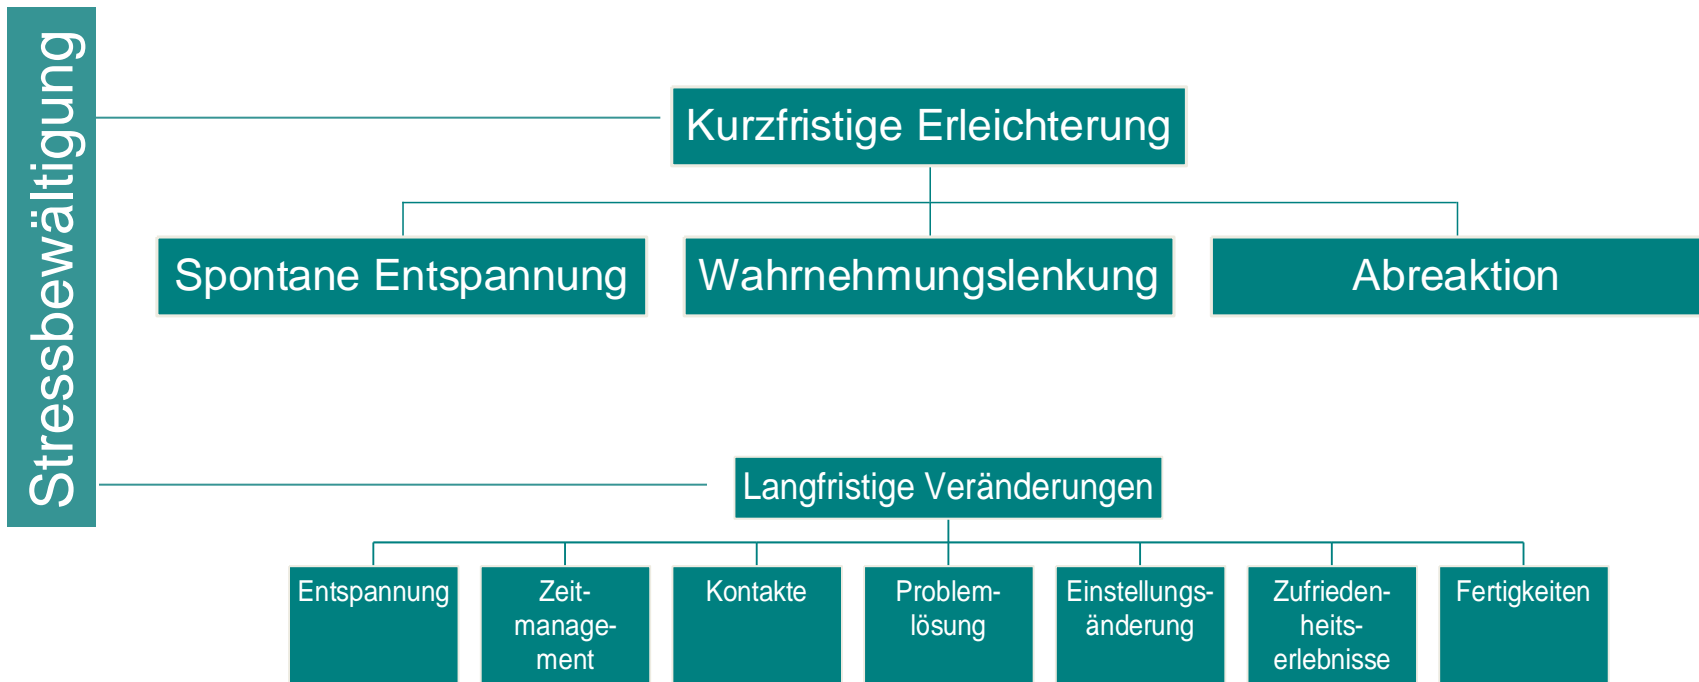 Stressbewältigung
Kurzfristige Erleichterung
Spontane Entspannung
Wahrnehmungslenkung
Abreaktion
Langfristige Veränderungen
Entspannung
Zeit-
manage-
ment
Kontakte
Problem-
lösung
Einstellungs-
änderung
Zufrieden-
heits-
erlebnisse
Fertigkeiten